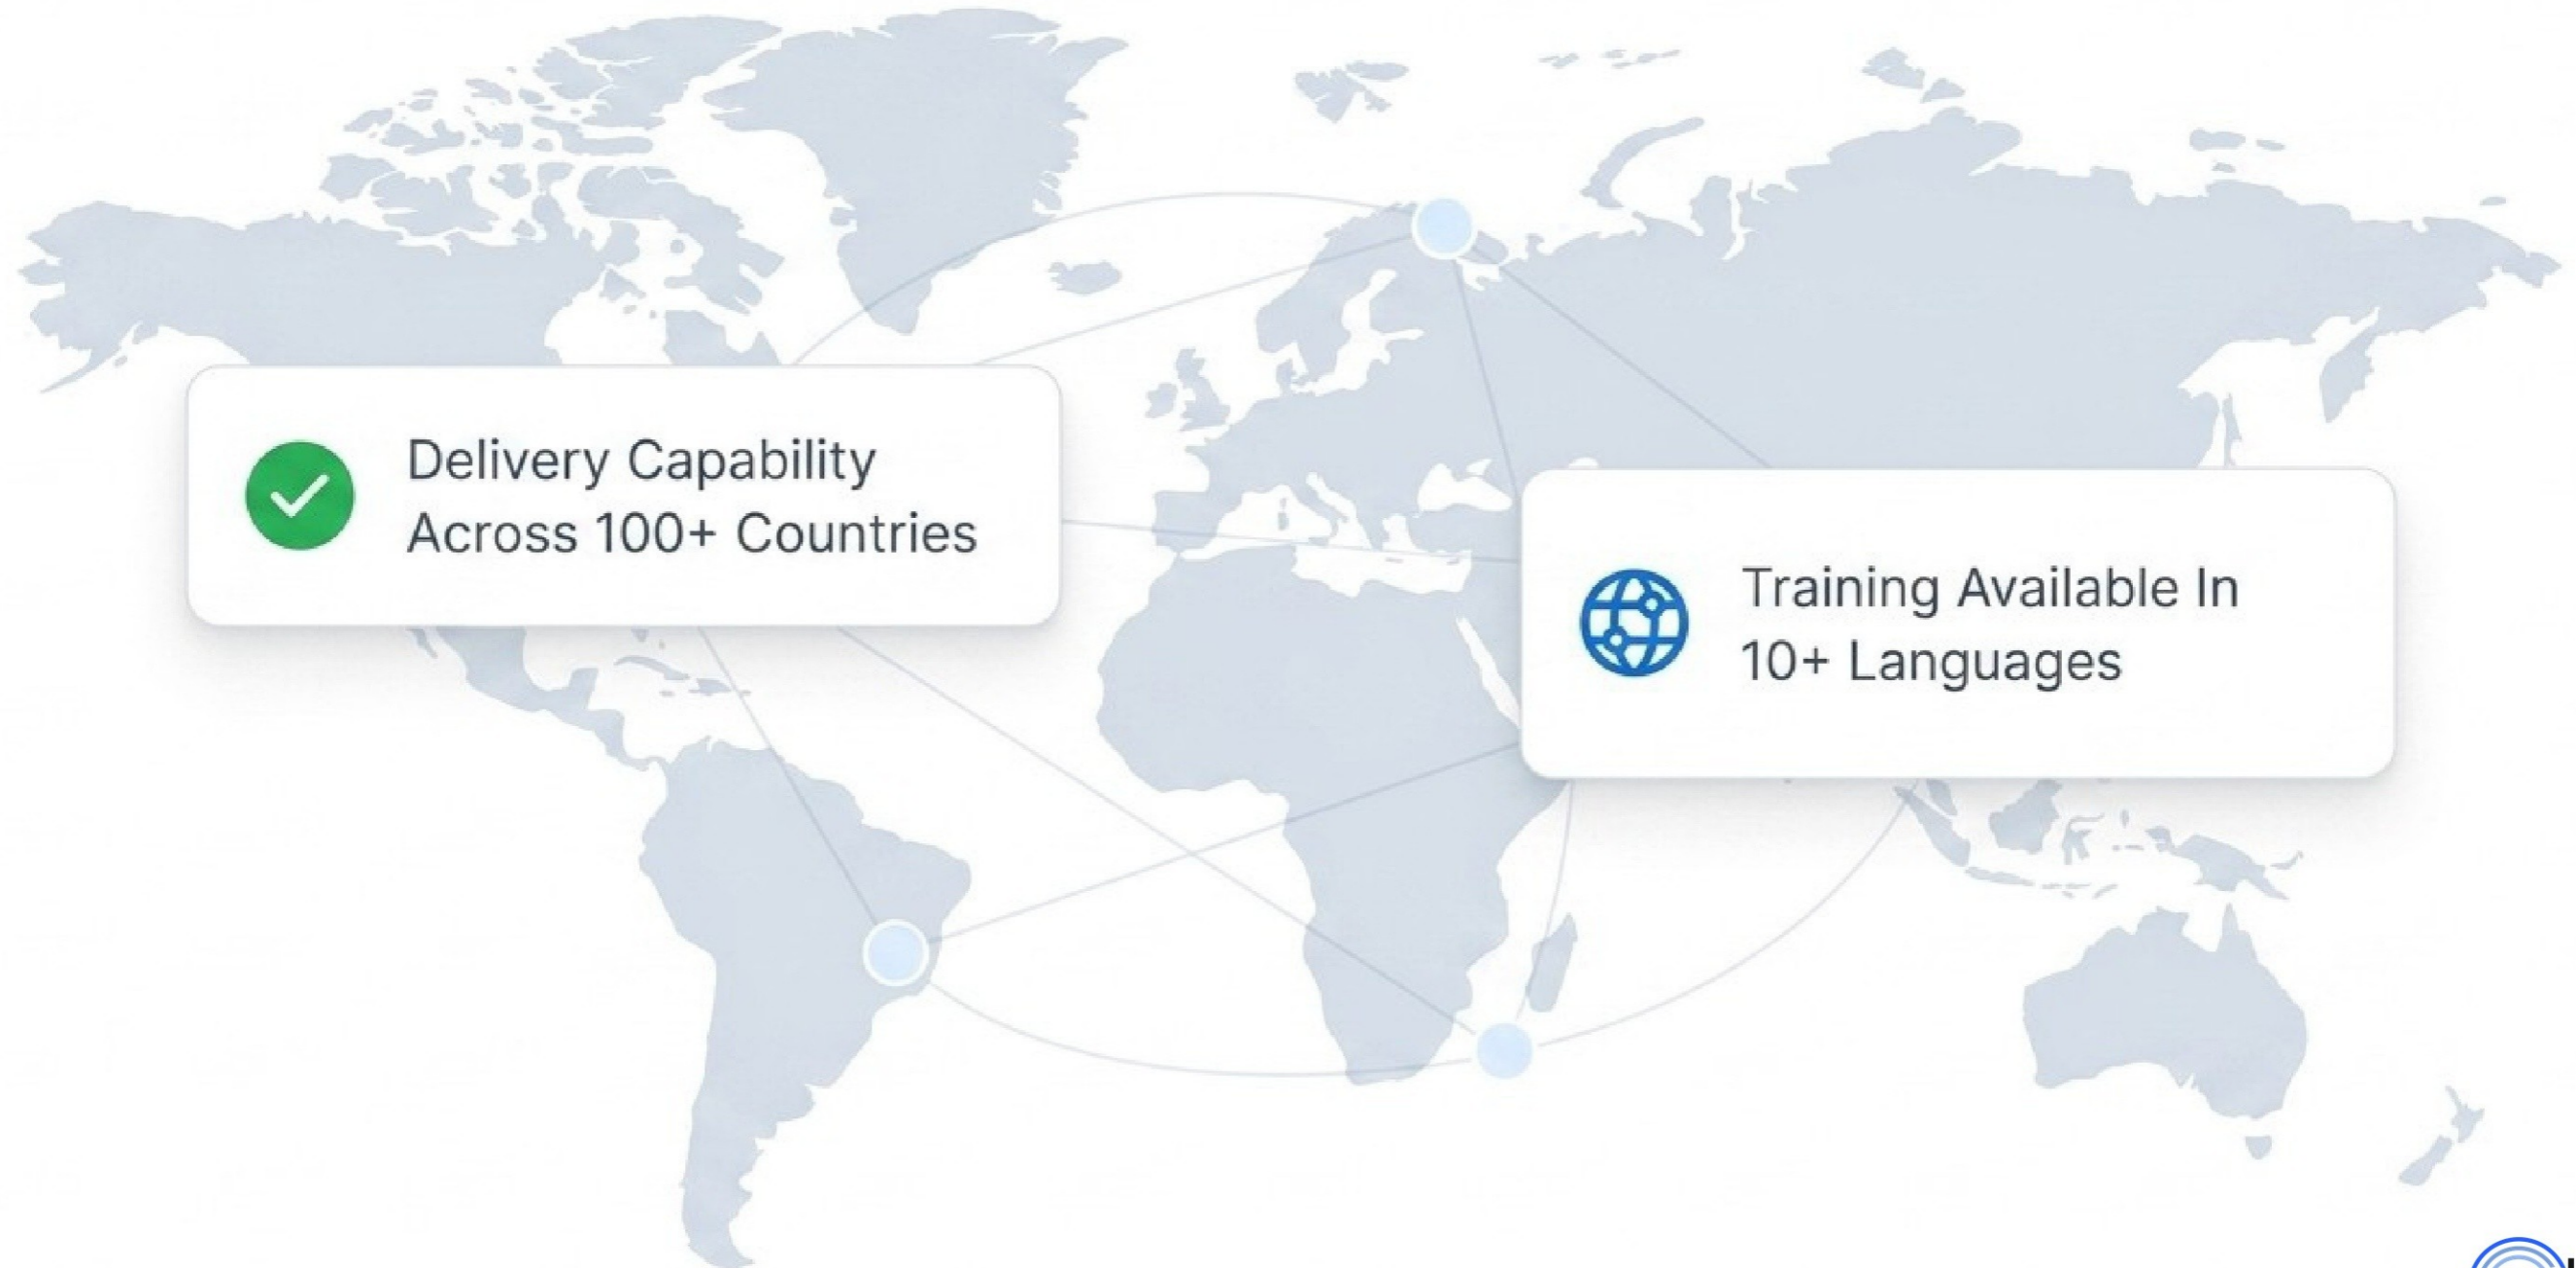 Delivery Capability
Across 100+ Countries
Training Available In
10+ Languages